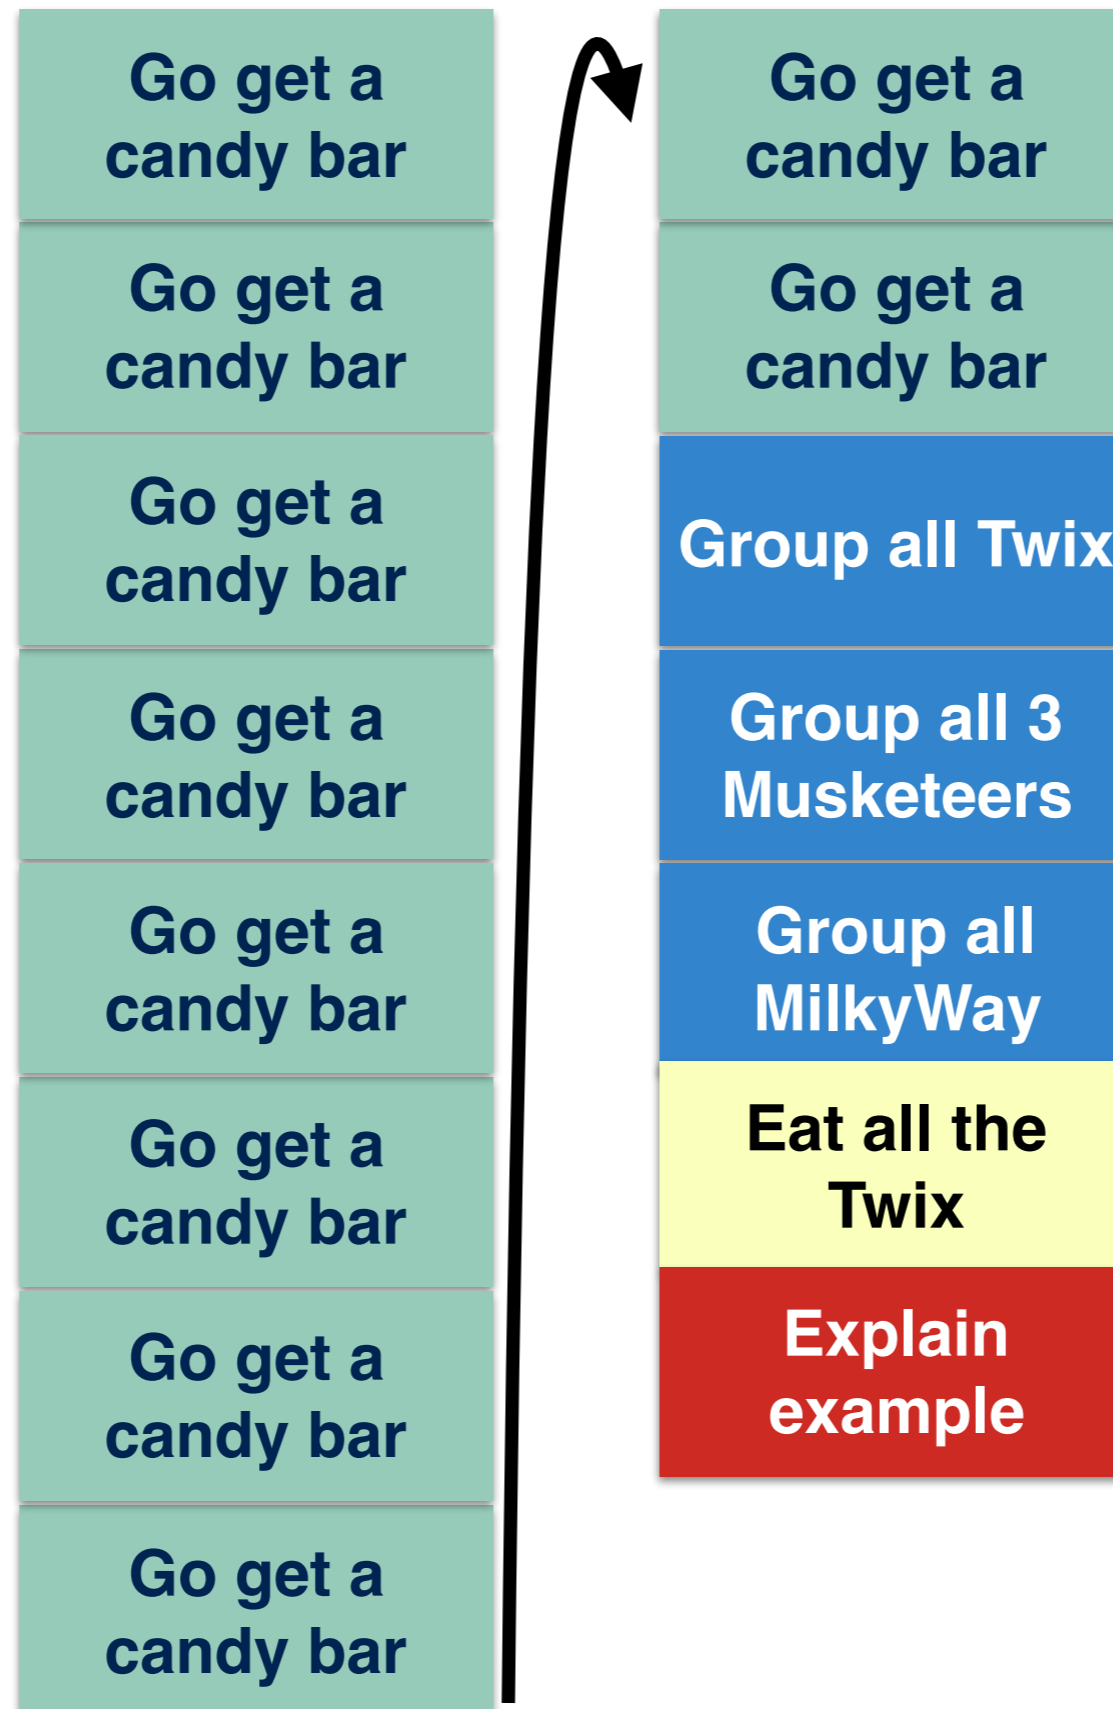 Go get a
candy bar
Go get a
candy bar
Go get a
candy bar
Go get a
candy bar
Go get a
candy bar
Go get a
candy bar
Go get a
candy bar
Go get a
candy bar
Go get a
candy bar
Go get a
candy bar
Group all Twix
Group all 3
Musketeers
Group all
MilkyWay
Eat all the
Twix
Explain
example